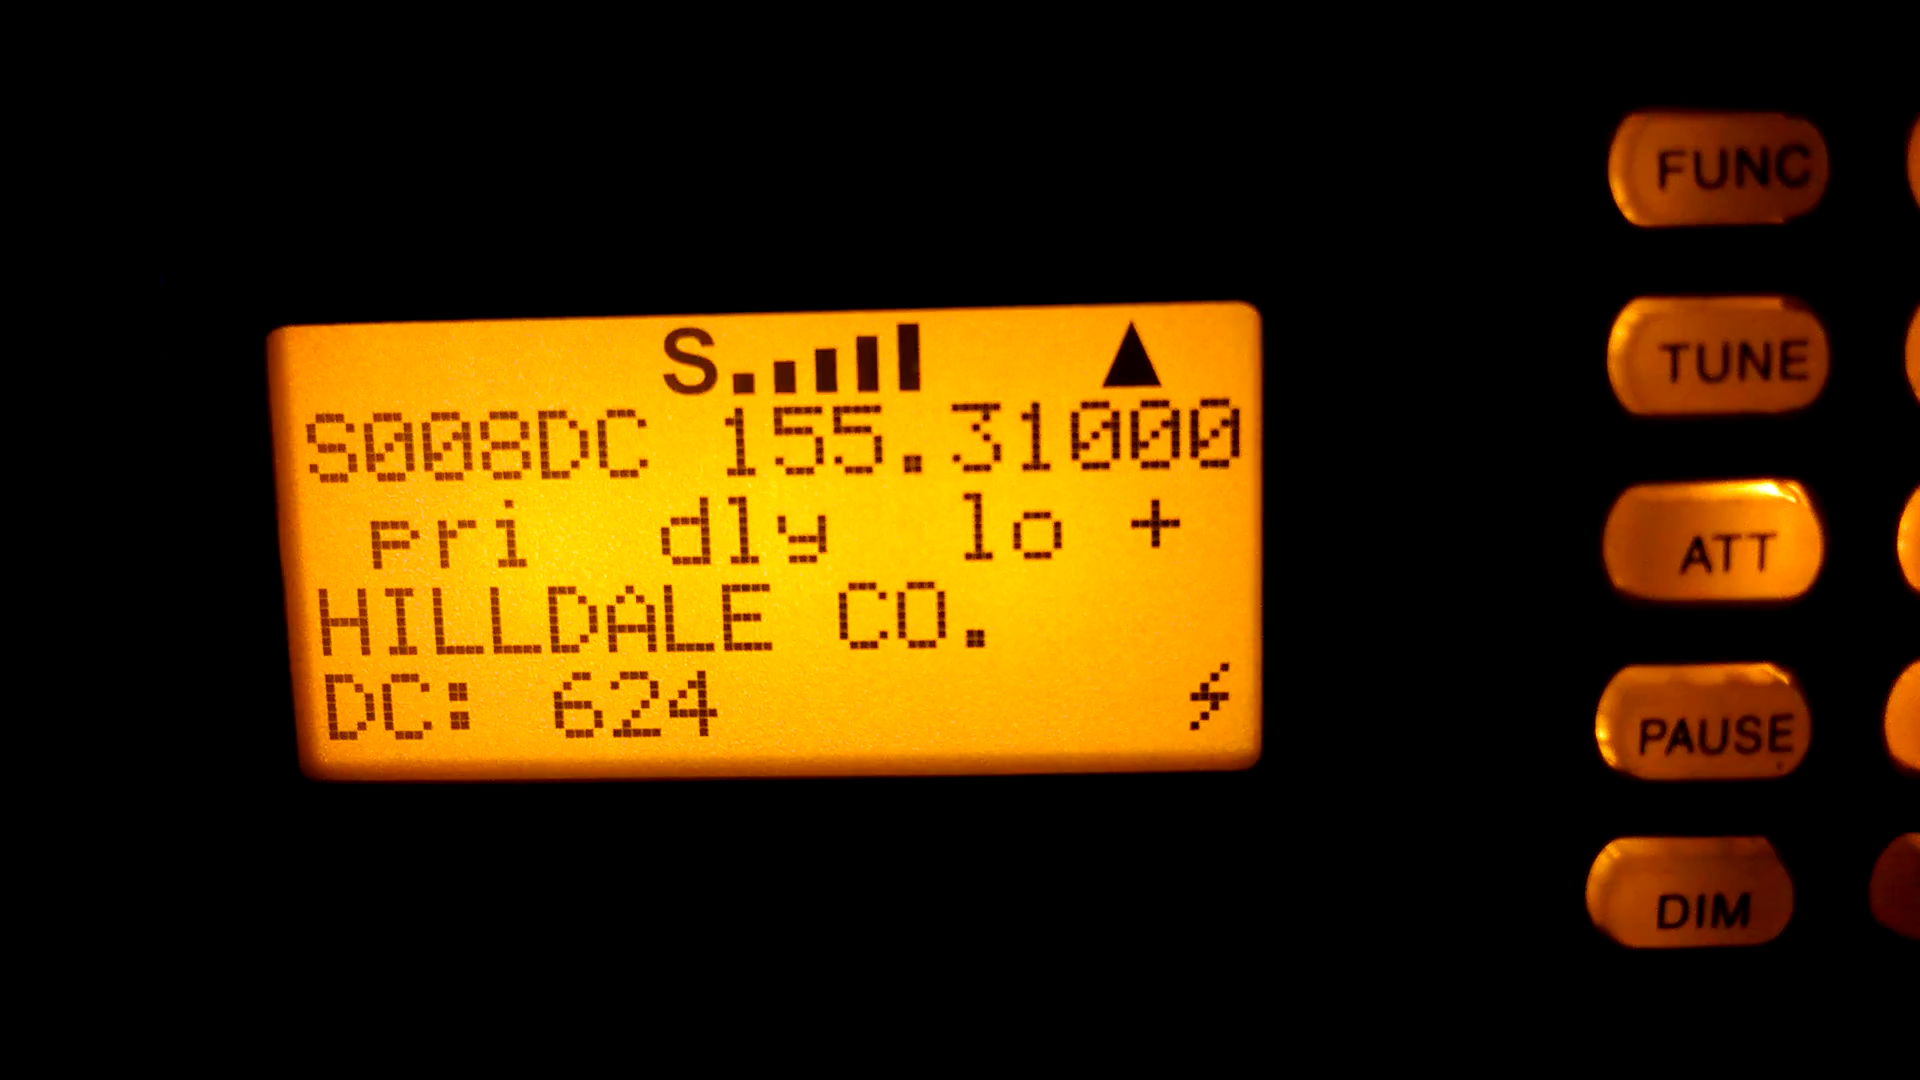 S
S008DC 155.31000
pri dly lo +
HILLDALE CO.
DC: 624
FUNC
TUNE
ATT
PAUSE
DIM